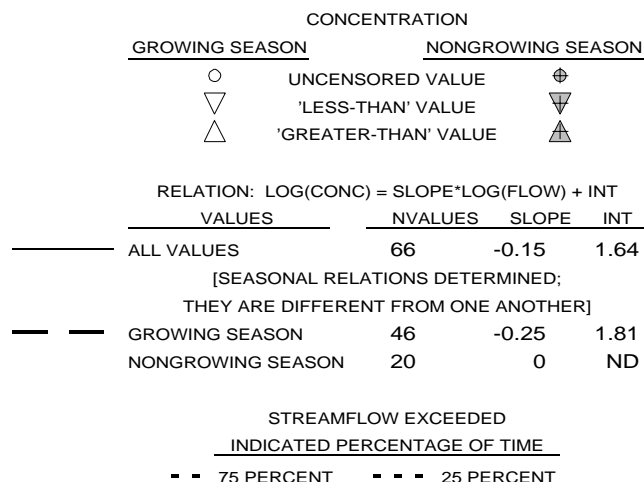 CONCENTRATION
GROWING SEASON NONGROWING SEASON
UNCENSORED VALUE
'LESS-THAN' VALUE
'GREATER-THAN' VALUE
RELATION: LOG(CONC) = SLOPE*LOG(FLOW) + INT
VALUES NVALUES SLOPE INT
ALL VALUES 66 -0.15 1.64
[SEASONAL RELATIONS DETERMINED;
THEY ARE DIFFERENT FROM ONE ANOTHER]
GROWING SEASON 46 -0.25 1.81
NONGROWING SEASON 20 0 ND
STREAMFLOW EXCEEDED
INDICATED PERCENTAGE OF TIME
75 PERCENT 25 PERCENT